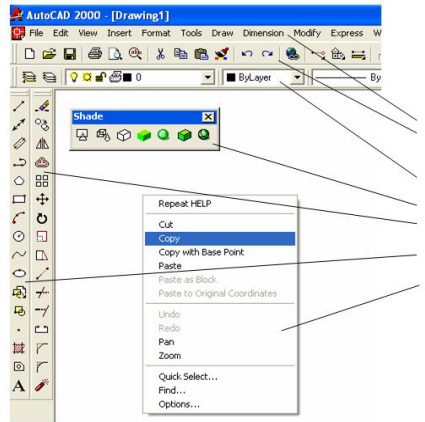 AutoCAD 2000 - [Drawing1]
File Edit View Insert Format Tools Draw Dimension Modify Express W
0 ByLayer By
Shade
Repeat HELP
Cut
Copy
Copy with Base Point
Paste
Paste as Block
Paste to Original Coordinates
Undo
Redo
Pan
Zoom
Quick Select...
Find...
Options...
A